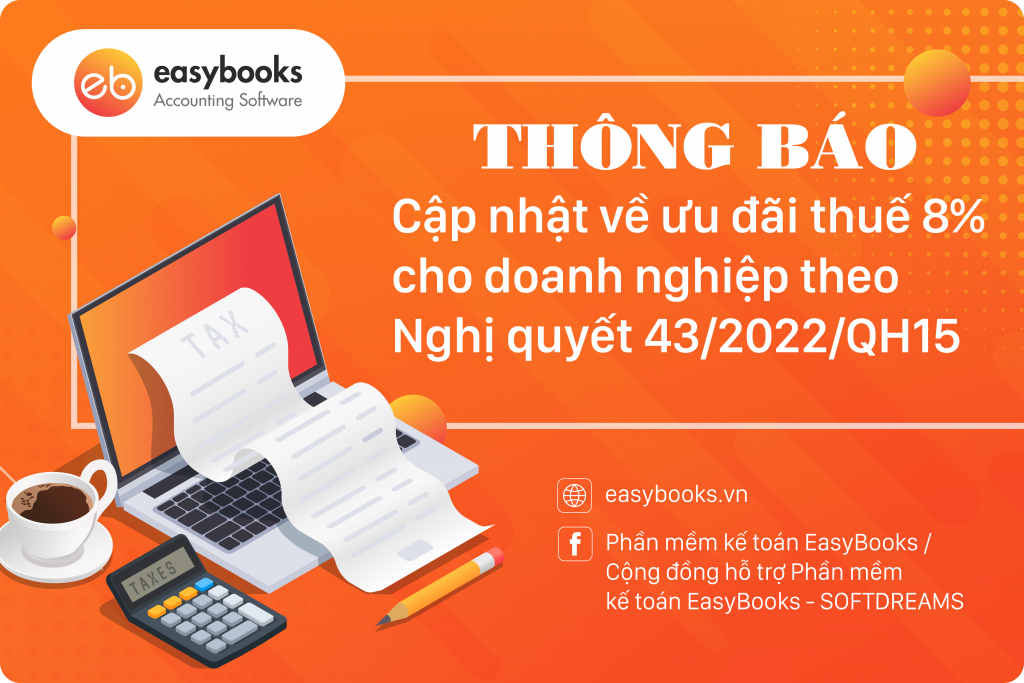 eb
easybooks
Accounting Software
THÔNG BÁO
Cập nhật về ưu đãi thuế 8%
cho doanh nghiệp theo
Nghị quyết 43/2022/QH15
TAX
TAXES
easybooks.vn
f
Phần mềm kế toán EasyBooks /
Cộng đồng hỗ trợ Phần mềm
kế toán EasyBooks - SOFTDREAMS